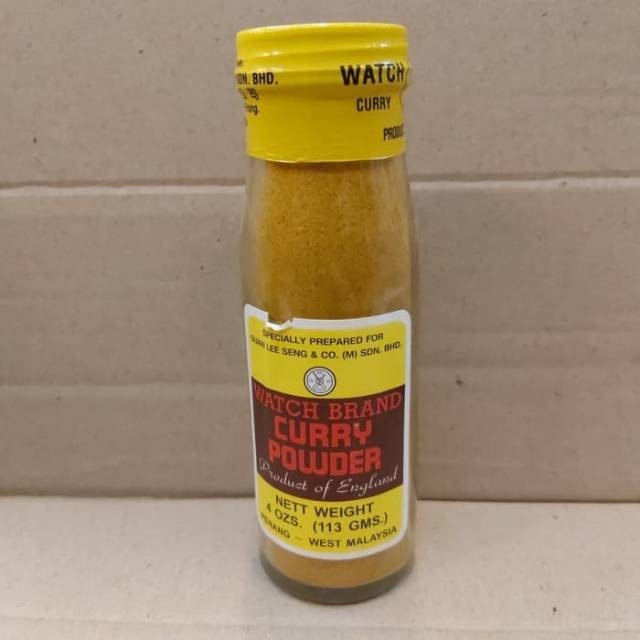 SDN. BHD.
WATCH
CURRY
SPECIALLY PREPARED FOR
GUAN LEE SENG & CO. (M) SDN. BHD.
WATCH BRAND
CURRY
POWDER
Product of England
NETT WEIGHT
4 OZS. (113 GMS.)
PENANG — WEST MALAYSIA